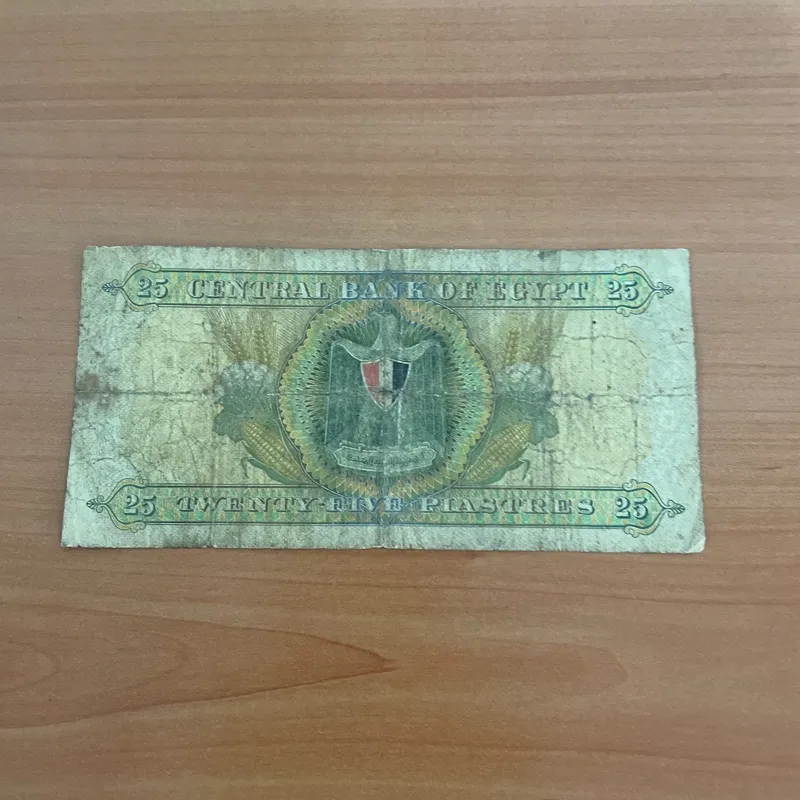 25 CENTRAL BANK OF EGYPT 25
25 TWENTY-FIVE PIASTRES 25